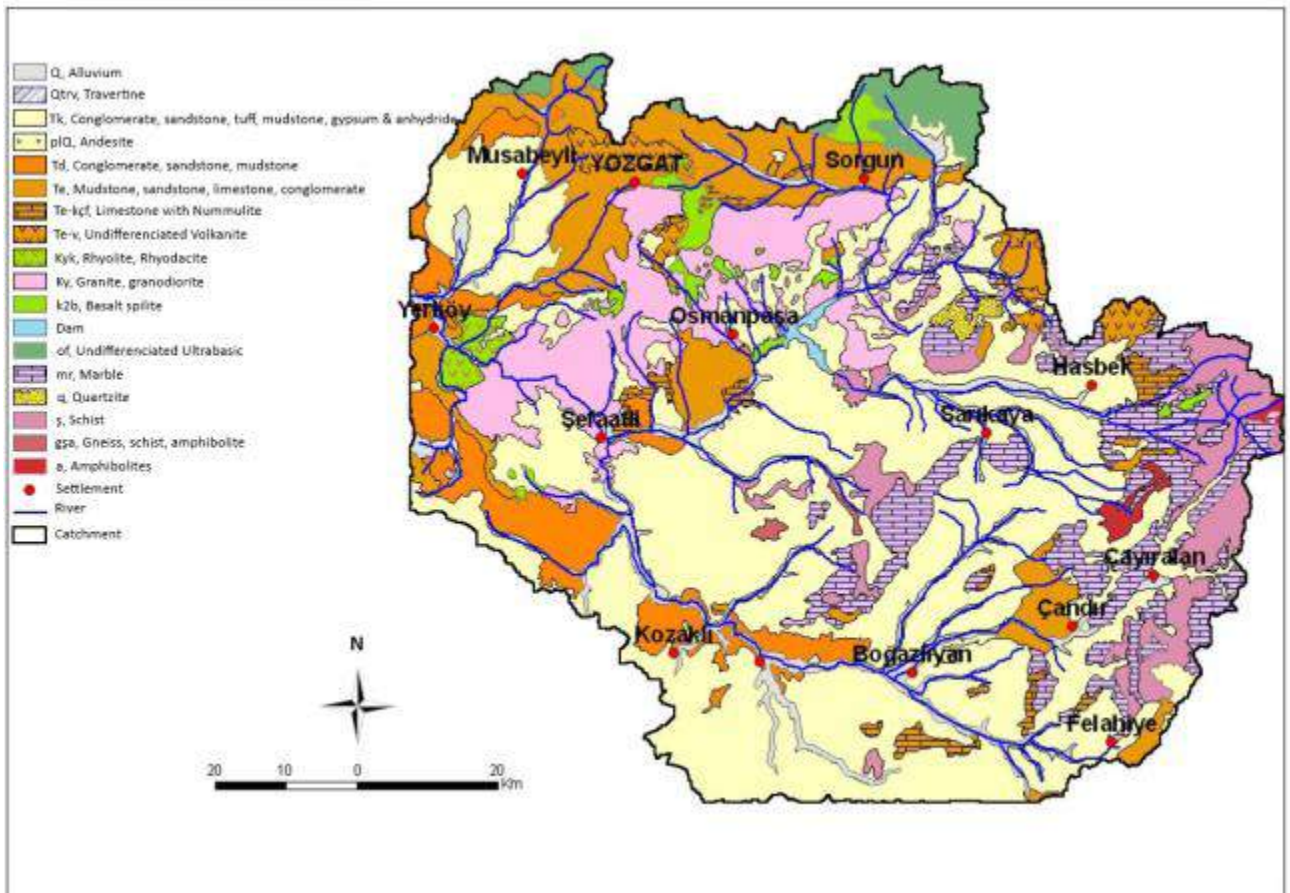 Q, Alluvium
Qtrv, Travertine
Tk, Conglomerate, sandstone, tuff, mudstone, gypsum & anhydride
plQ, Andesite
Td, Conglomerate, sandstone, mudstone
Te, Mudstone, sandstone, limestone, conglomerate
Te-kçf, Limestone with Nummulite
Te-v, Undifferenciated Volkanite
Kyk, Rhyolite, Rhyodacite
Ky, Granite, granodiorite
k2b, Basalt spilite
Dam
of, Undifferenciated Ultrabasic
mr, Marble
q, Quartzite
ş, Schist
gşa, Gneiss, schist, amphibolite
a, Amphibolites
Settlement
River
Catchment
Musabeyli
YOZGAT
Sorgun
Yerköy
Osmanpaşa
Hasbek
Şefaatli
Sarıkaya
Çayıralan
Çandır
Kozaklı
Boğazlıyan
Felahiye
N
20 10 0 20
Km